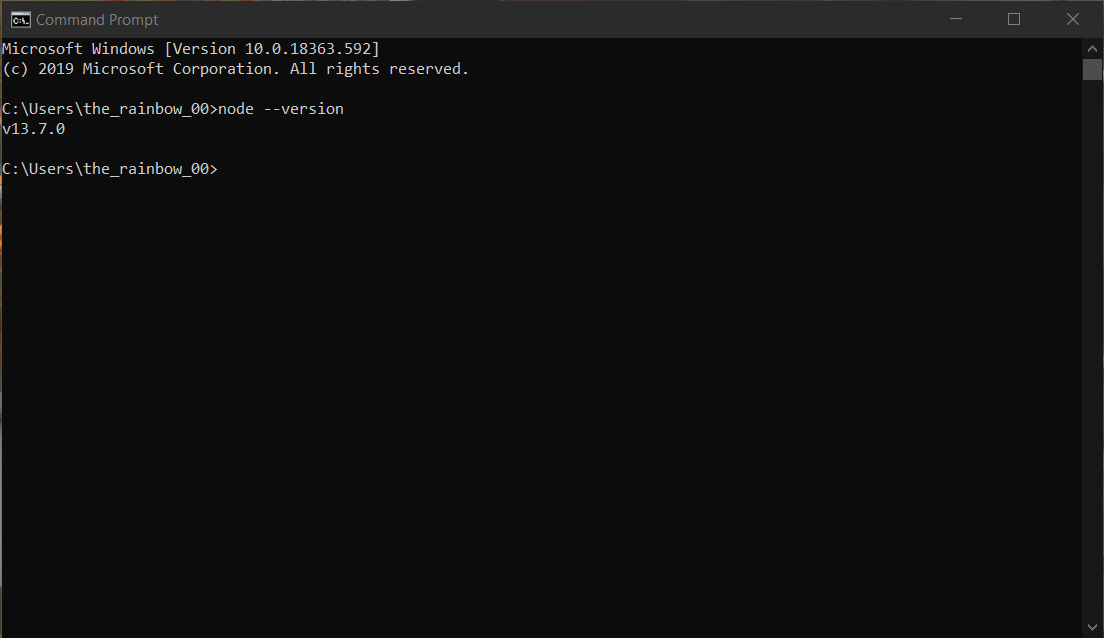 Command Prompt
Microsoft Windows [Version 10.0.18363.592]
(c) 2019 Microsoft Corporation. All rights reserved.
C:\Users\the_rainbow_00>node --version
v13.7.0
C:\Users\the_rainbow_00>